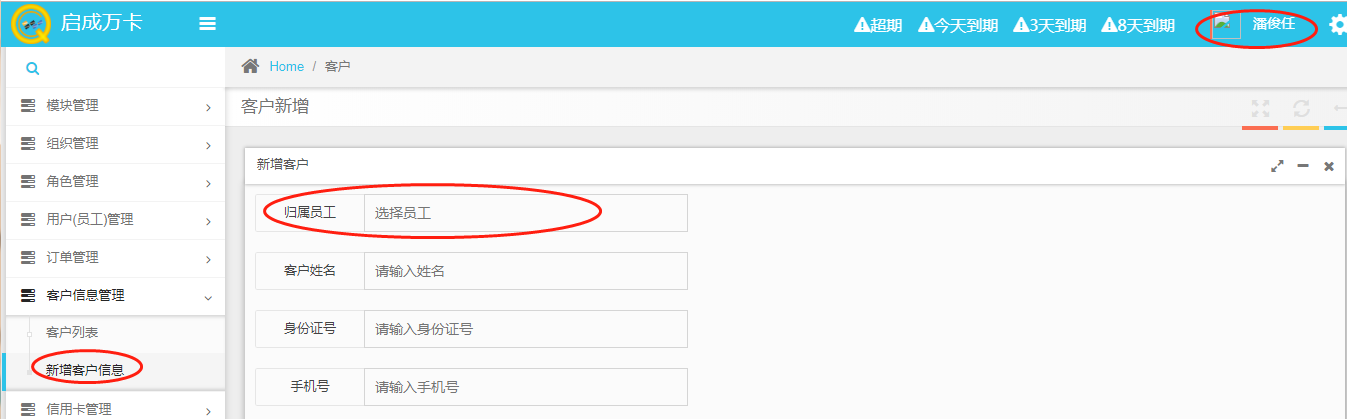 启成万卡
超期 今天到期 3天到期 8天到期 潘俊任
Home / 客户
模块管理
组织管理
角色管理
用户(员工)管理
订单管理
客户信息管理
客户列表
新增客户信息
信用卡管理
客户新增
新增客户
归属员工 选择员工
客户姓名 请输入姓名
身份证号 请输入身份证号
手机号 请输入手机号